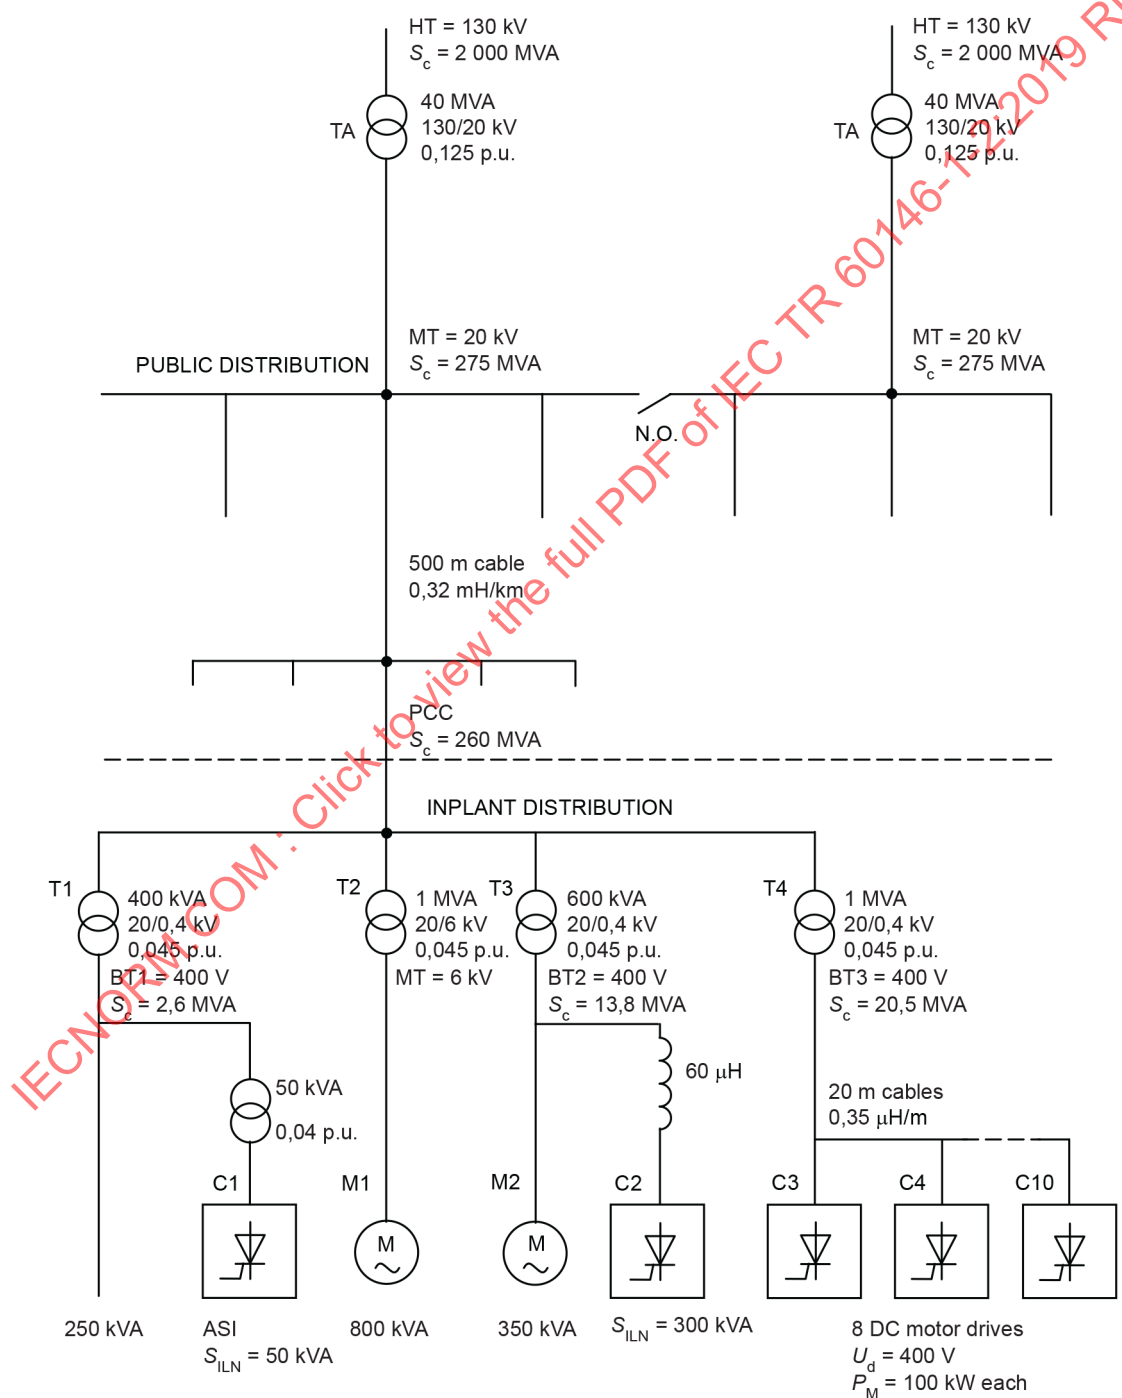 HT = 130 kV
Sc = 2 000 MVA
HT = 130 kV
Sc = 2 000 MVA
TA
40 MVA
130/20 kV
0,125 p.u.
TA
40 MVA
130/20 kV
0,125 p.u.
MT = 20 kV
Sc = 275 MVA
MT = 20 kV
Sc = 275 MVA
PUBLIC DISTRIBUTION
N.O.
500 m cable
0,32 mH/km
PCC
Sc = 260 MVA
INPLANT DISTRIBUTION
T1
400 kVA
20/0,4 kV
0,045 p.u.
BT1 = 400 V
Sc = 2,6 MVA
T2
1 MVA
20/6 kV
0,045 p.u.
MT = 6 kV
T3
600 kVA
20/0,4 kV
0,045 p.u.
BT2 = 400 V
Sc = 13,8 MVA
T4
1 MVA
20/0,4 kV
0,045 p.u.
BT3 = 400 V
Sc = 20,5 MVA
50 kVA
0,04 p.u.
60 µH
20 m cables
0,35 µH/m
C1
M1
M2
C2
C3
C4
C10
M
M
250 kVA
ASI
SILN = 50 kVA
800 kVA
350 kVA
SILN = 300 kVA
8 DC motor drives
Ud = 400 V
PM = 100 kW each
IECNORM.COM : Click to view the full PDF of IEC TR 60146-1-2:2019